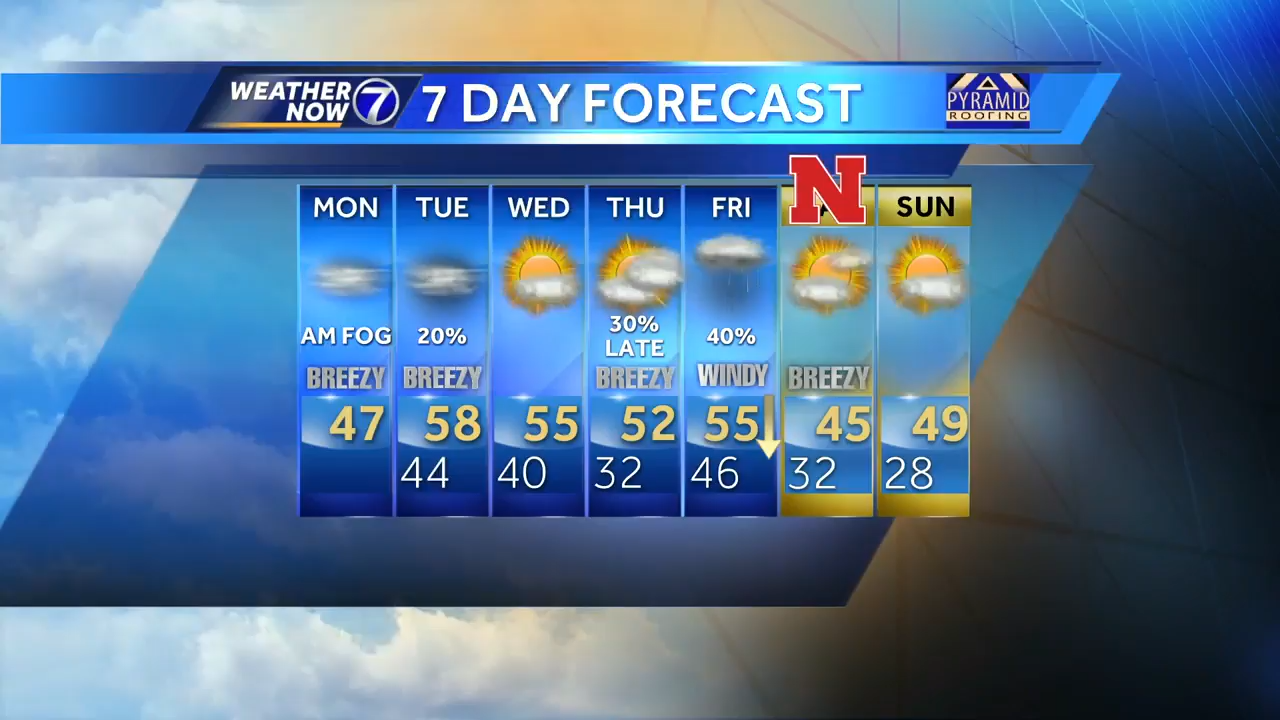 WEATHER
NOW 7
7 DAY FORECAST
PYRAMID
ROOFING
MON TUE WED THU FRI N SUN
AM FOG 20% 30% LATE 40%
BREEZY BREEZY BREEZY WINDY BREEZY
47 58 55 52 55 45 49
44 40 32 46 32 28